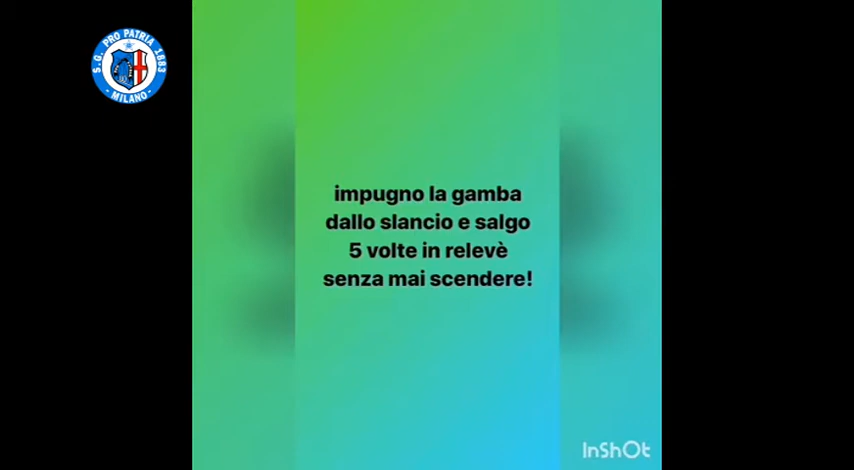 S. G. PRO PATRIA 1883
- MILANO -
impugno la gamba
dallo slancio e salgo
5 volte in relevè
senza mai scendere!
InShOt